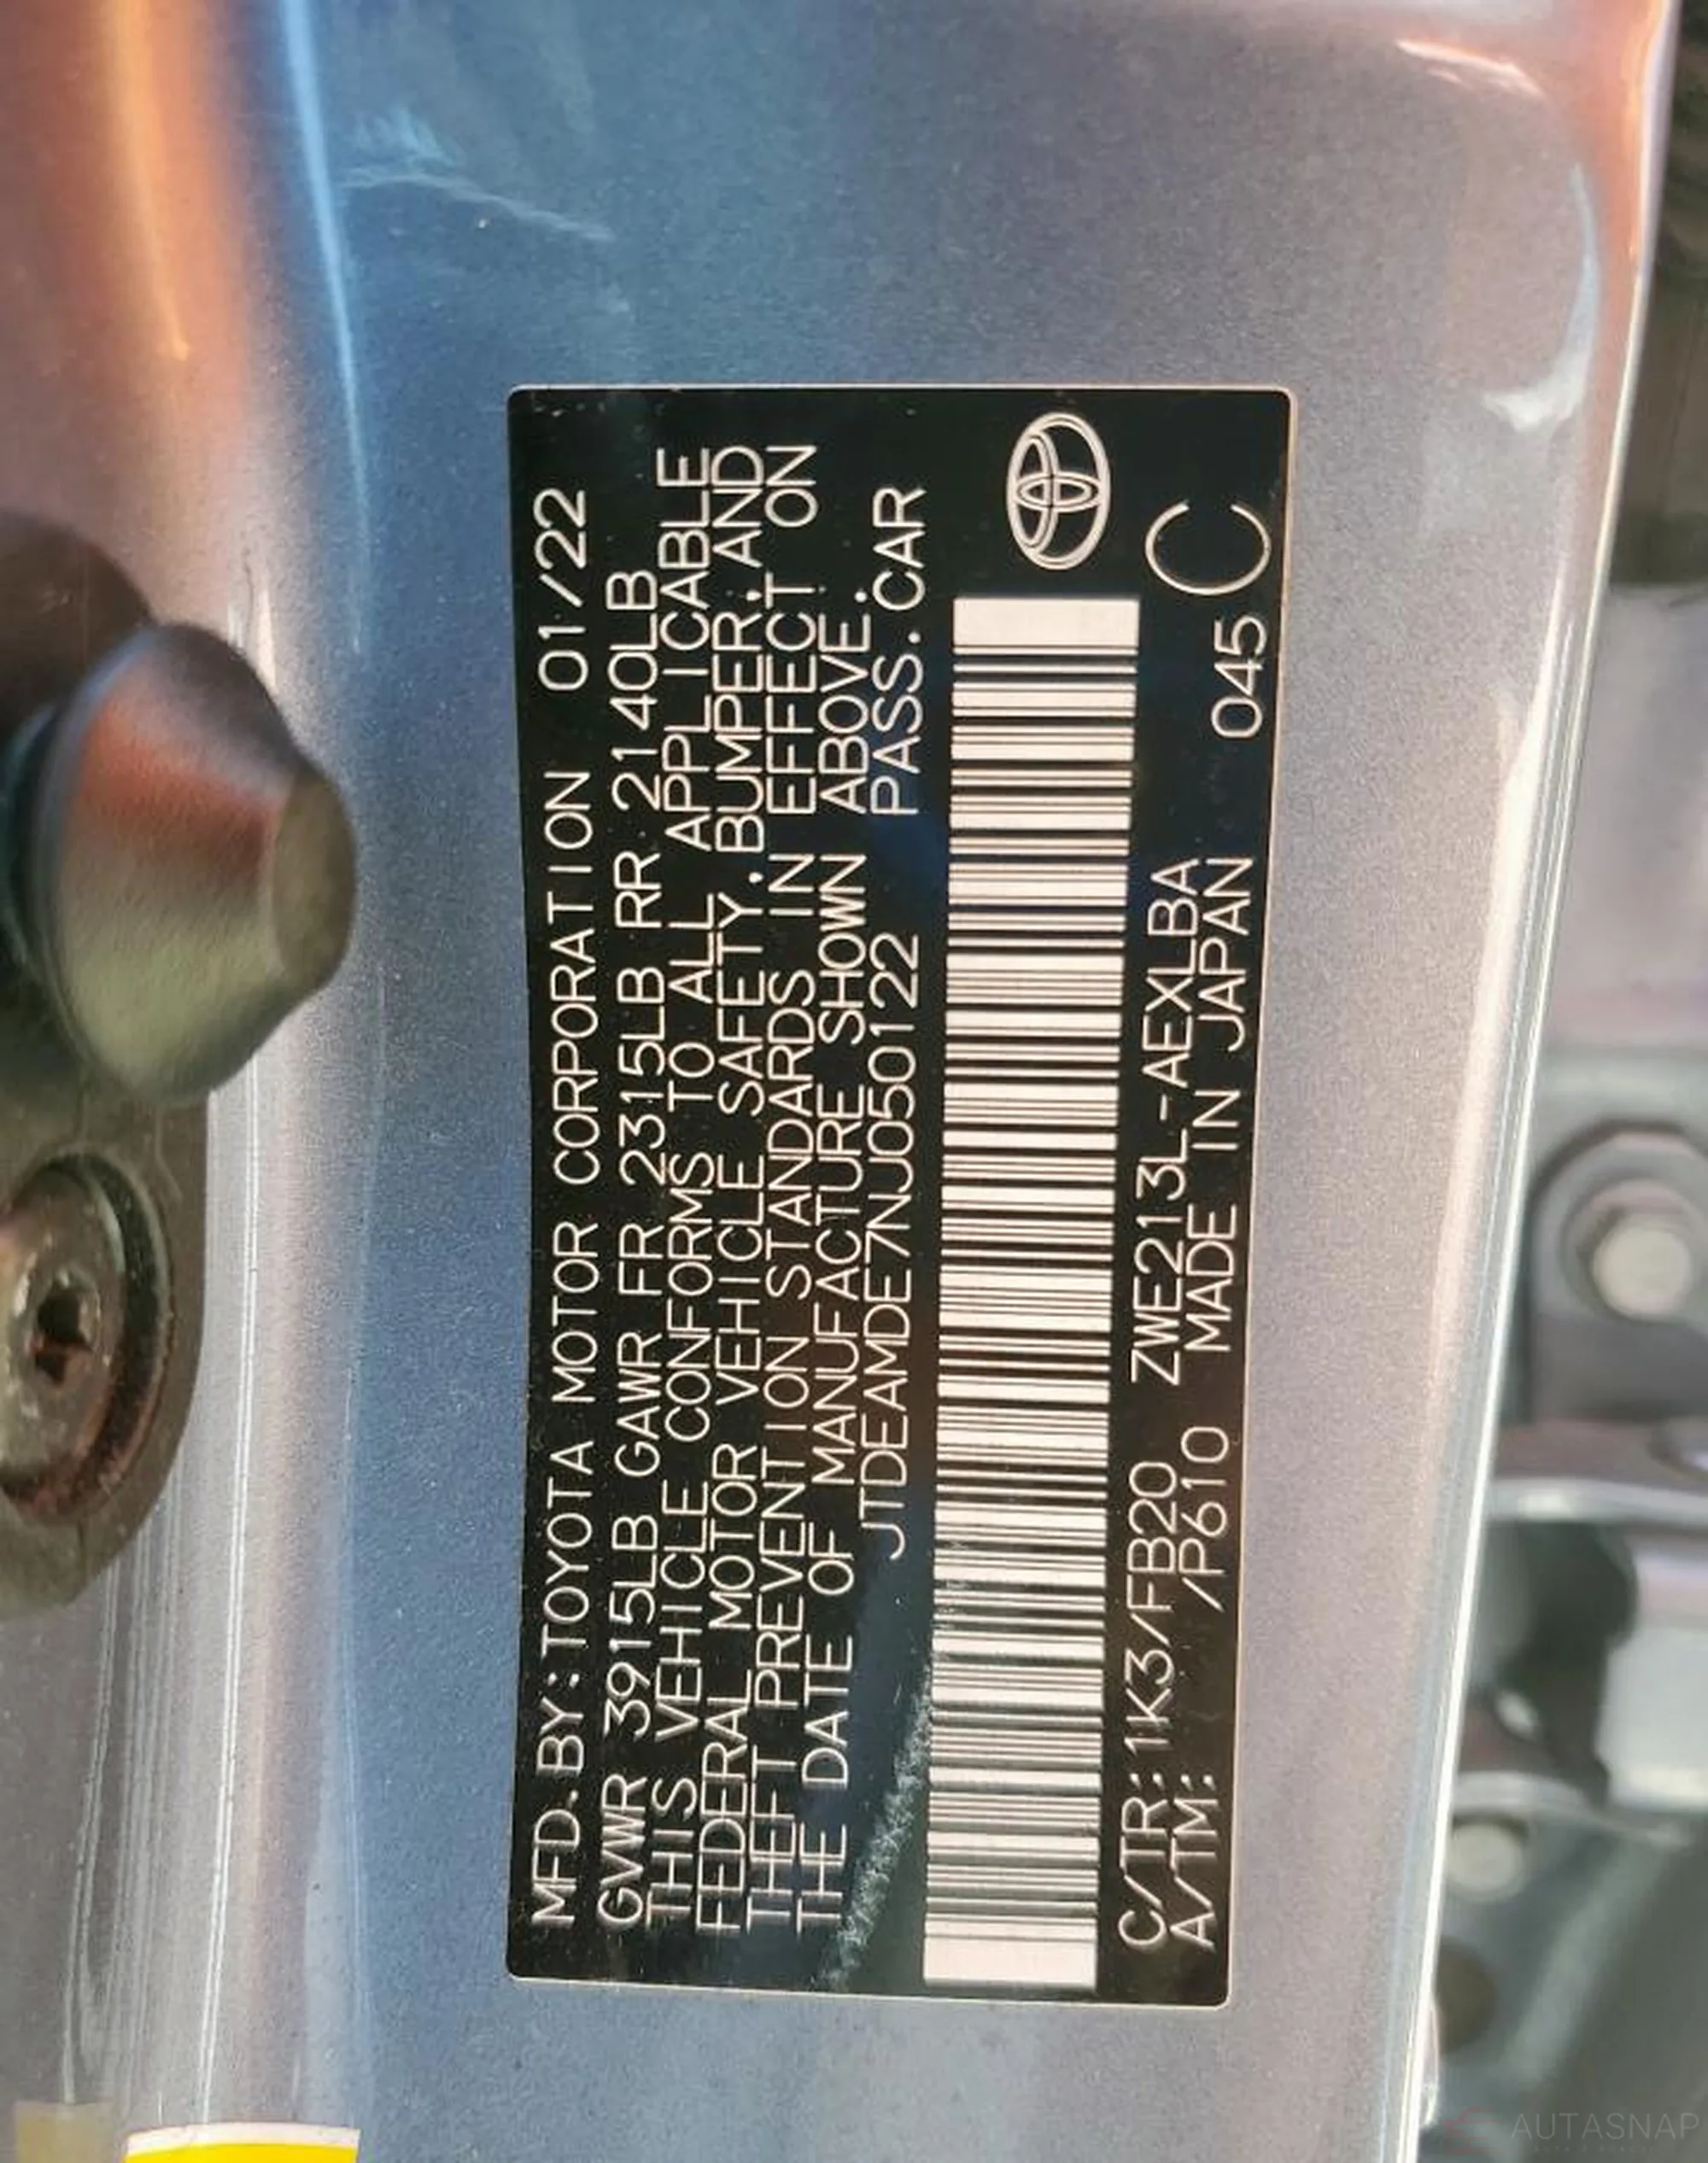 MFD.BY:TOYOTA MOTOR CORPORATION 01/22
GVWR 3915LB GAWR FR 2315LB RR 2140LB
THIS VEHICLE CONFORMS TO ALL APPLICABLE
FEDERAL MOTOR VEHICLE SAFETY, BUMPER, AND
THEFT PREVENTION STANDARDS IN EFFECT ON
THE DATE OF MANUFACTURE SHOWN ABOVE.
JTDEAMDE7NJ050122 PASS.CAR
C/TR:1K3/FB20 ZWE213L-AEXLBA 045 C
A/TM: /P610 MADE IN JAPAN
AUTASNAP